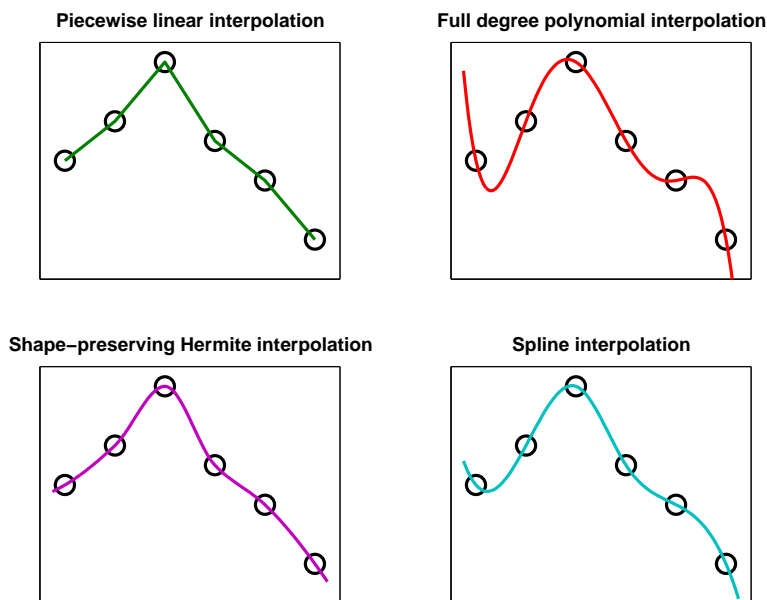 Piecewise linear interpolation
Full degree polynomial interpolation
Shape−preserving Hermite interpolation
Spline interpolation